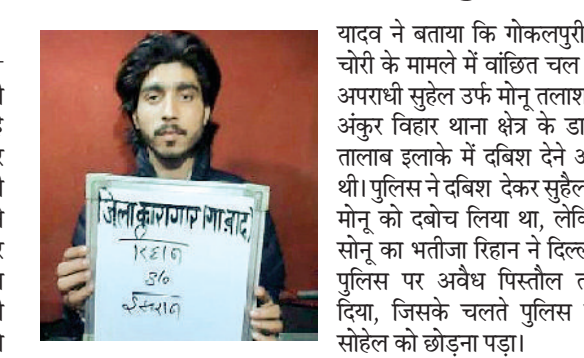 जिला कारागार गा.बाद
रिहान
S/o
ईसरान
यादव ने बताया कि गोकलपुरी
चोरी के मामले में वांछित चल
अपराधी सुहेल उर्फ मोनू तलाश
अंकुर विहार थाना क्षेत्र के डा
तालाब इलाके में दबिश देने अ
थी। पुलिस ने दबिश देकर सुहैल
मोनू को दबोच लिया था, लेकि
सोनू का भतीजा रिहान ने दिल्ल
पुलिस पर अवैध पिस्तौल त
दिया, जिसके चलते पुलिस
सोहेल को छोड़ना पड़ा।